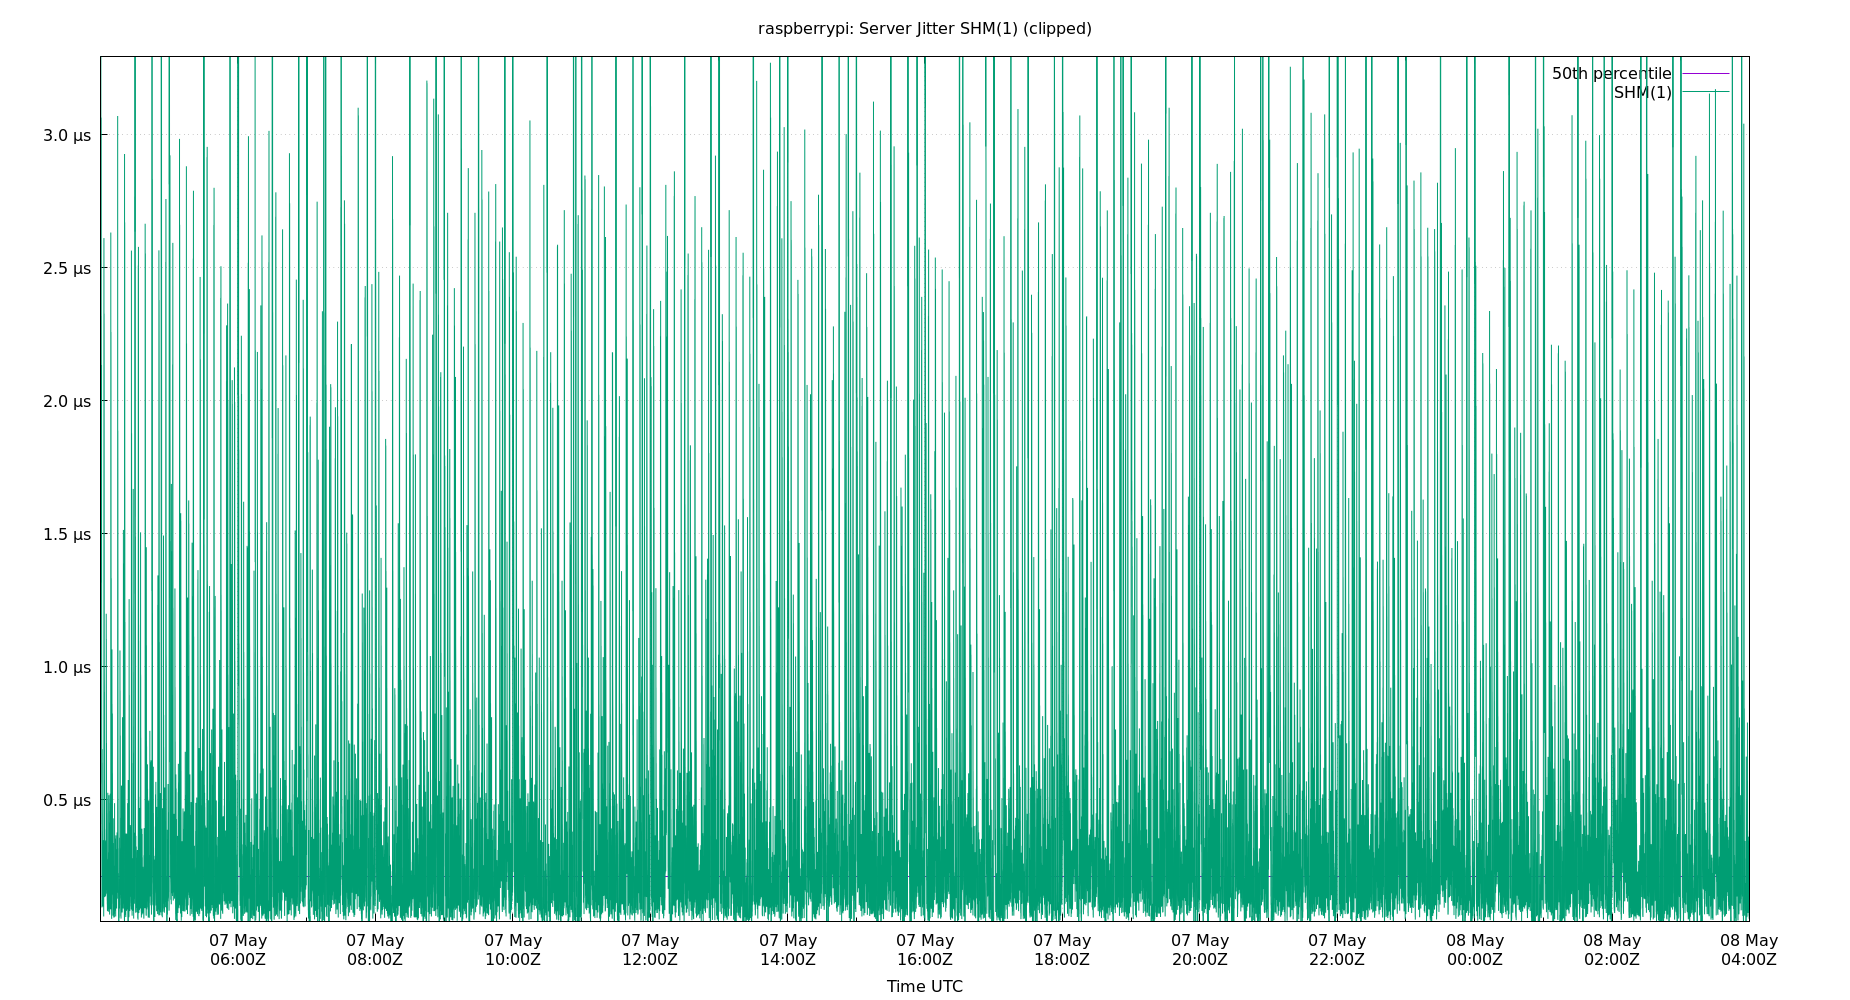 raspberrypi: Server Jitter SHM(1) (clipped)
50th percentile
SHM(1)
3.0 µs
2.5 µs
2.0 µs
1.5 µs
1.0 µs
0.5 µs
07 May 07 May 07 May 07 May 07 May 07 May 07 May 07 May 07 May 08 May 08 May 08 May
06:00Z 08:00Z 10:00Z 12:00Z 14:00Z 16:00Z 18:00Z 20:00Z 22:00Z 00:00Z 02:00Z 04:00Z
Time UTC